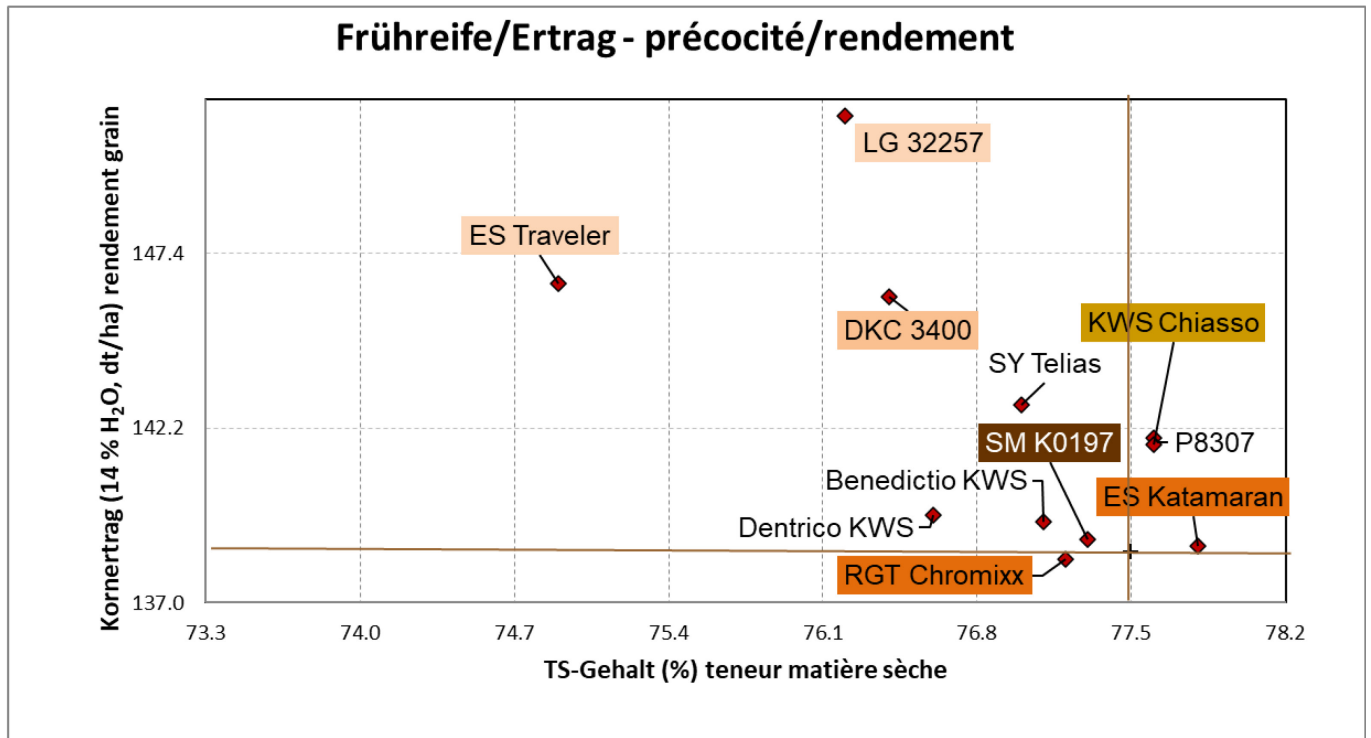 Frühreife/Ertrag - précocité/rendement
Kornertrag (14 % H₂O, dt/ha) rendement grain
147.4
142.2
137.0
LG 32257
ES Traveler
DKC 3400
KWS Chiasso
SY Telias
SM K0197
P8307
Benedictio KWS
ES Katamaran
Dentrico KWS
RGT Chromixx
73.3 74.0 74.7 75.4 76.1 76.8 77.5 78.2
TS-Gehalt (%) teneur matière sèche